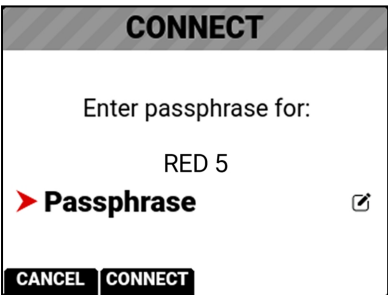 CONNECT
Enter passphrase for:
RED 5
Passphrase
CANCEL CONNECT